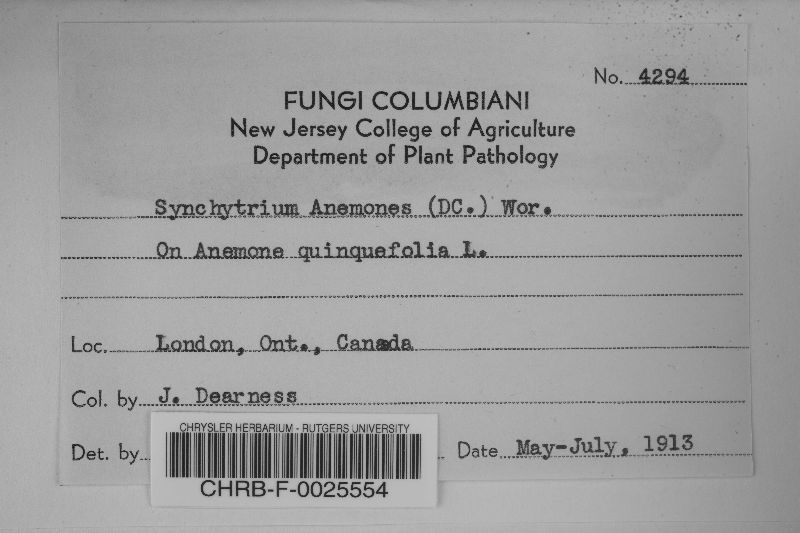 No. 4294
FUNGI COLUMBIANI
New Jersey College of Agriculture
Department of Plant Pathology
Synchytrium Anemones (DC.) Wor.
On Anemone quinquefolia L.
Loc. London, Ont., Canada
Col. by J. Dearness
Det. by
Date May-July, 1913
CHRYSLER HERBARIUM - RUTGERS UNIVERSITY
CHRB-F-0025554